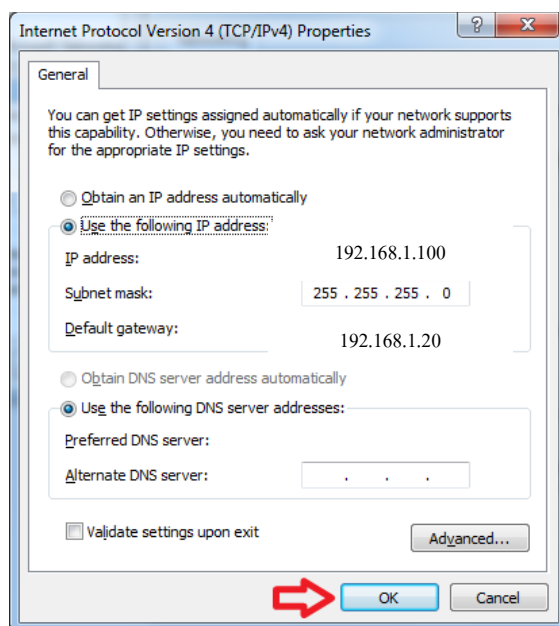 Internet Protocol Version 4 (TCP/IPv4) Properties
General
You can get IP settings assigned automatically if your network supports
this capability. Otherwise, you need to ask your network administrator
for the appropriate IP settings.
Obtain an IP address automatically
Use the following IP address:
IP address: 192.168.1.100
Subnet mask: 255 . 255 . 255 . 0
Default gateway: 192.168.1.20
Obtain DNS server address automatically
Use the following DNS server addresses:
Preferred DNS server:
Alternate DNS server: . . .
Validate settings upon exit
Advanced...
OK Cancel